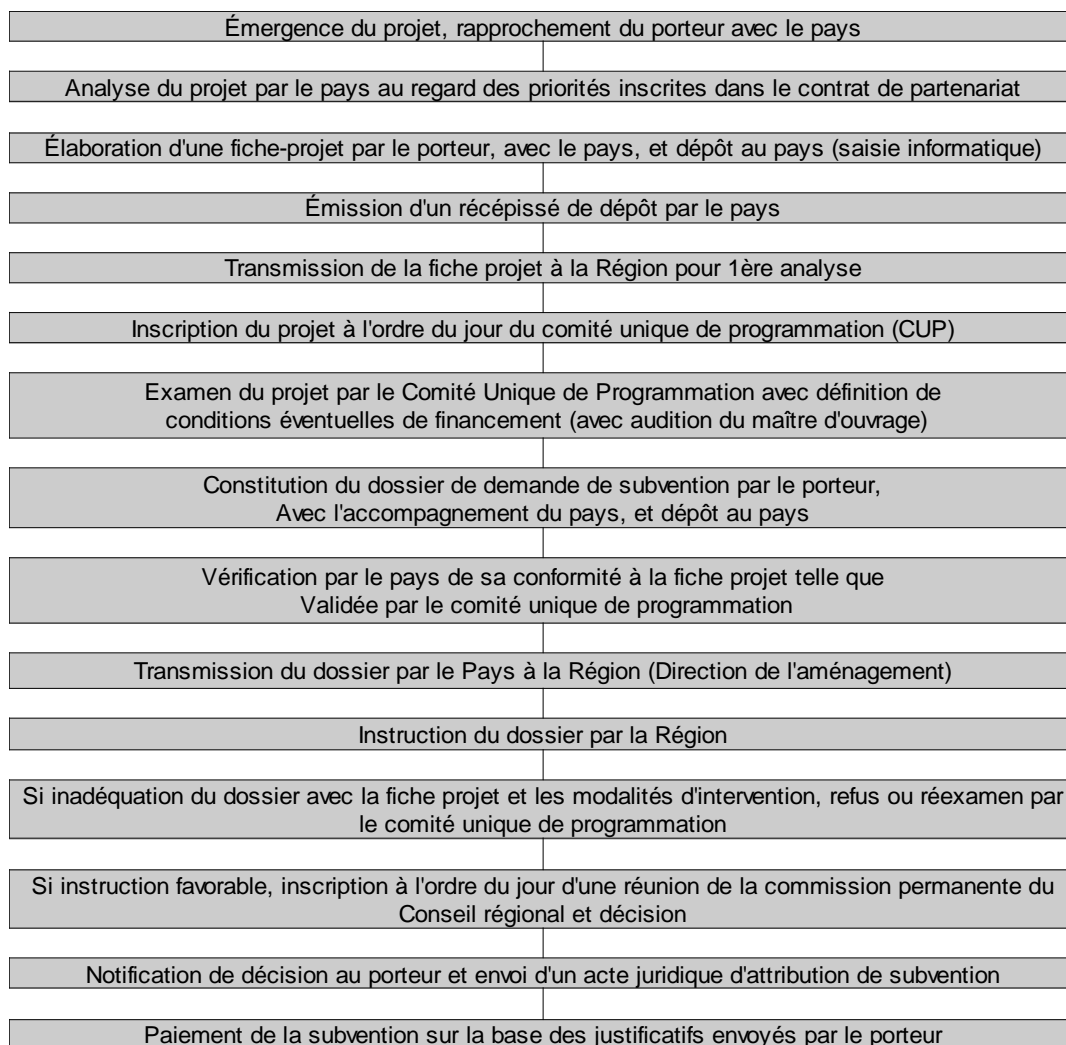 Émergence du projet, rapprochement du porteur avec le pays
Analyse du projet par le pays au regard des priorités inscrites dans le contrat de partenariat
Élaboration d'une fiche-projet par le porteur, avec le pays, et dépôt au pays (saisie informatique)
Émission d'un récépissé de dépôt par le pays
Transmission de la fiche projet à la Région pour 1ère analyse
Inscription du projet à l'ordre du jour du comité unique de programmation (CUP)
Examen du projet par le Comité Unique de Programmation avec définition de
conditions éventuelles de financement (avec audition du maître d'ouvrage)
Constitution du dossier de demande de subvention par le porteur,
Avec l'accompagnement du pays, et dépôt au pays
Vérification par le pays de sa conformité à la fiche projet telle que
Validée par le comité unique de programmation
Transmission du dossier par le Pays à la Région (Direction de l'aménagement)
Instruction du dossier par la Région
Si inadéquation du dossier avec la fiche projet et les modalités d'intervention, refus ou réexamen par
le comité unique de programmation
Si instruction favorable, inscription à l'ordre du jour d'une réunion de la commission permanente du
Conseil régional et décision
Notification de décision au porteur et envoi d'un acte juridique d'attribution de subvention
Paiement de la subvention sur la base des justificatifs envoyés par le porteur